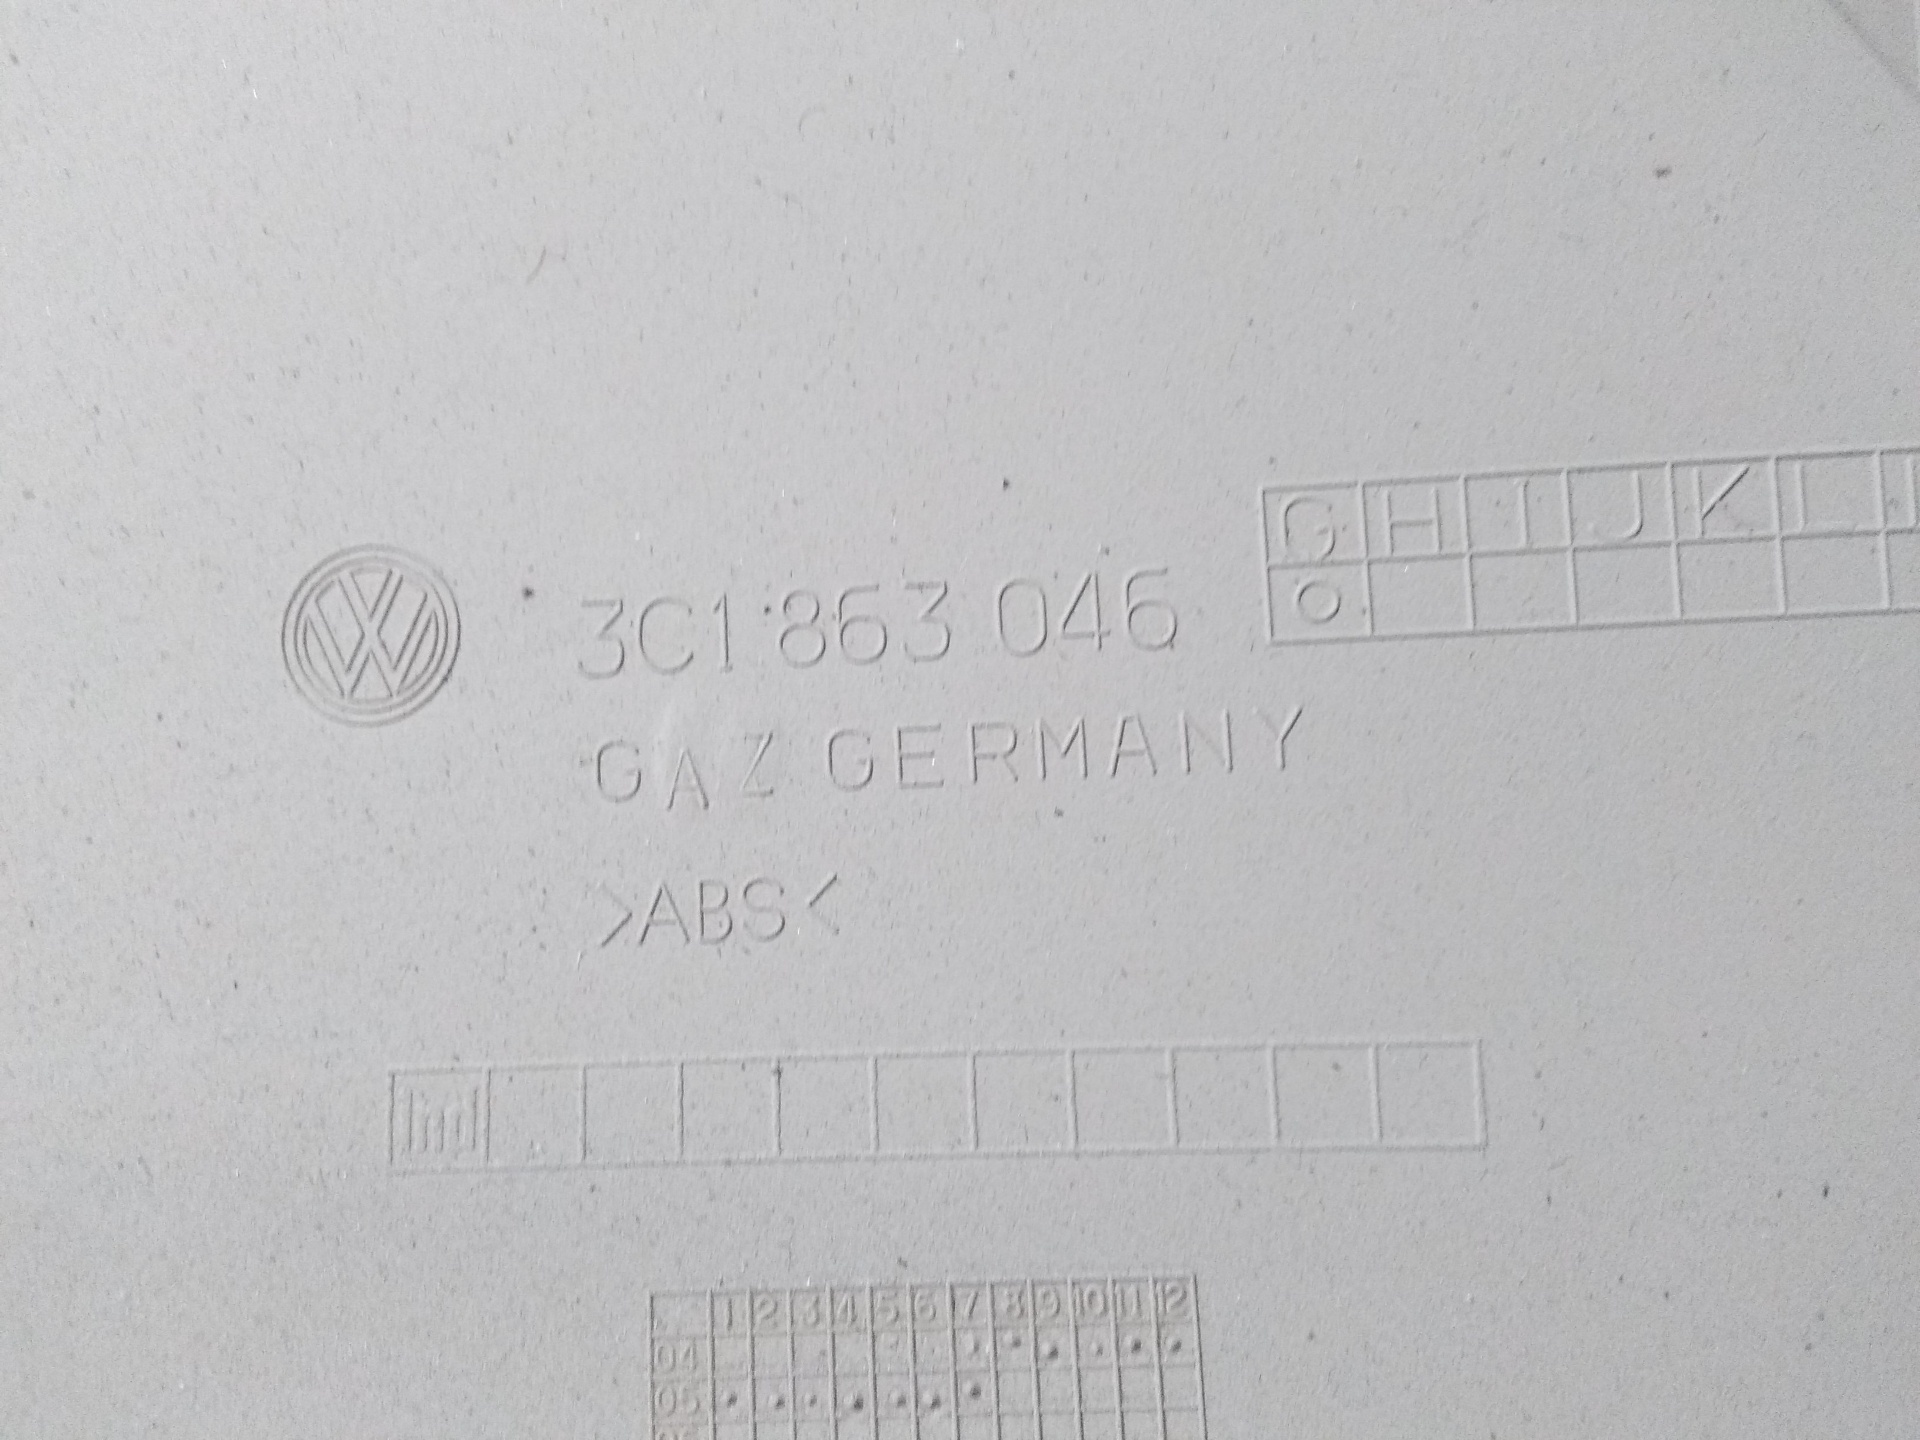 G H I J K L
O
3C1 863 046
GAZ GERMANY
>ABS<
1 2 3 4 5 6 7 8 9 10 11 12
04
05